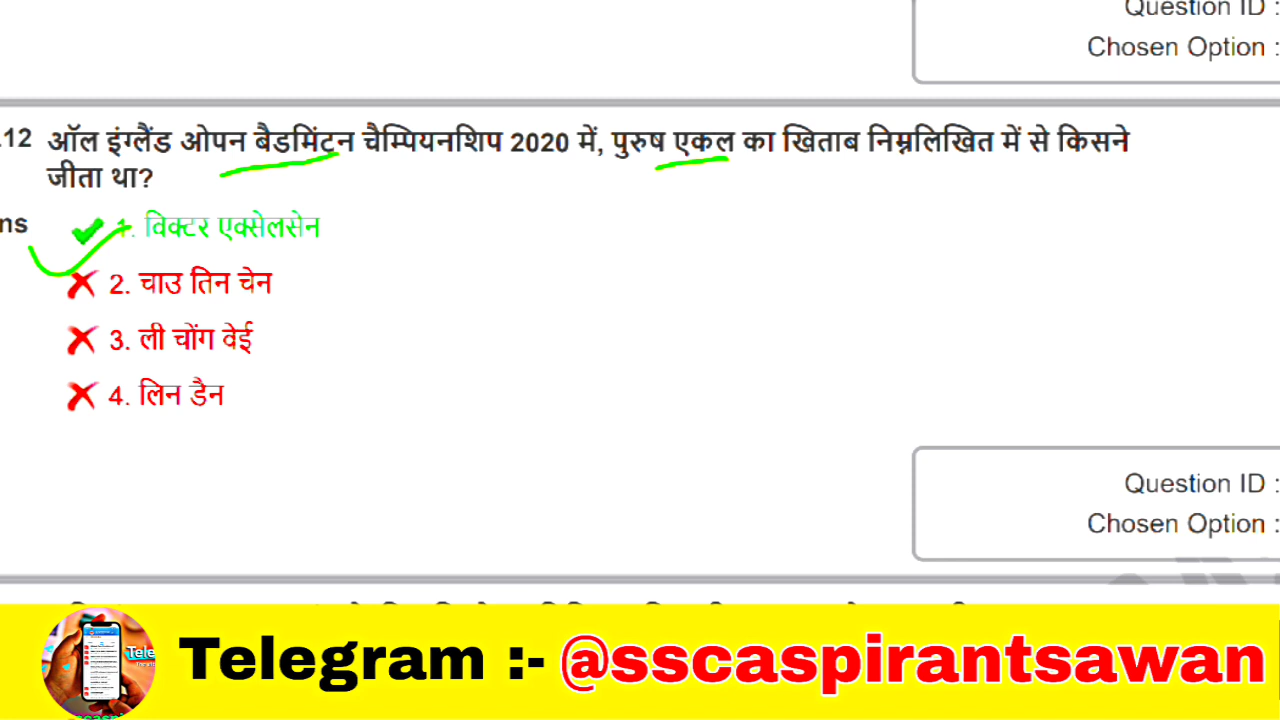 Question ID :
Chosen Option :
.12 ऑल इंग्लैंड ओपन बैडमिंटन चैम्पियनशिप 2020 में, पुरुष एकल का खिताब निम्नलिखित में से किसने
जीता था?
ns
1. विक्टर एक्सेलसेन
2. चाउ तिन चेन
3. ली चोंग वेई
4. लिन डैन
Question ID :
Chosen Option :
Telegram :- @sscaspirantsawan